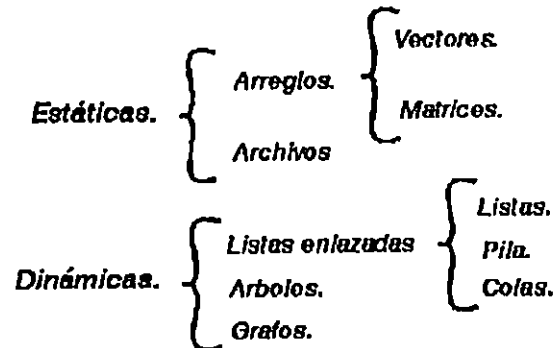 Estáticas.
Arreglos.
Vectores.
Matrices.
Archivos
Dinámicas.
Listas enlazadas
Listas.
Pila.
Colas.
Arbolos.
Grafos.